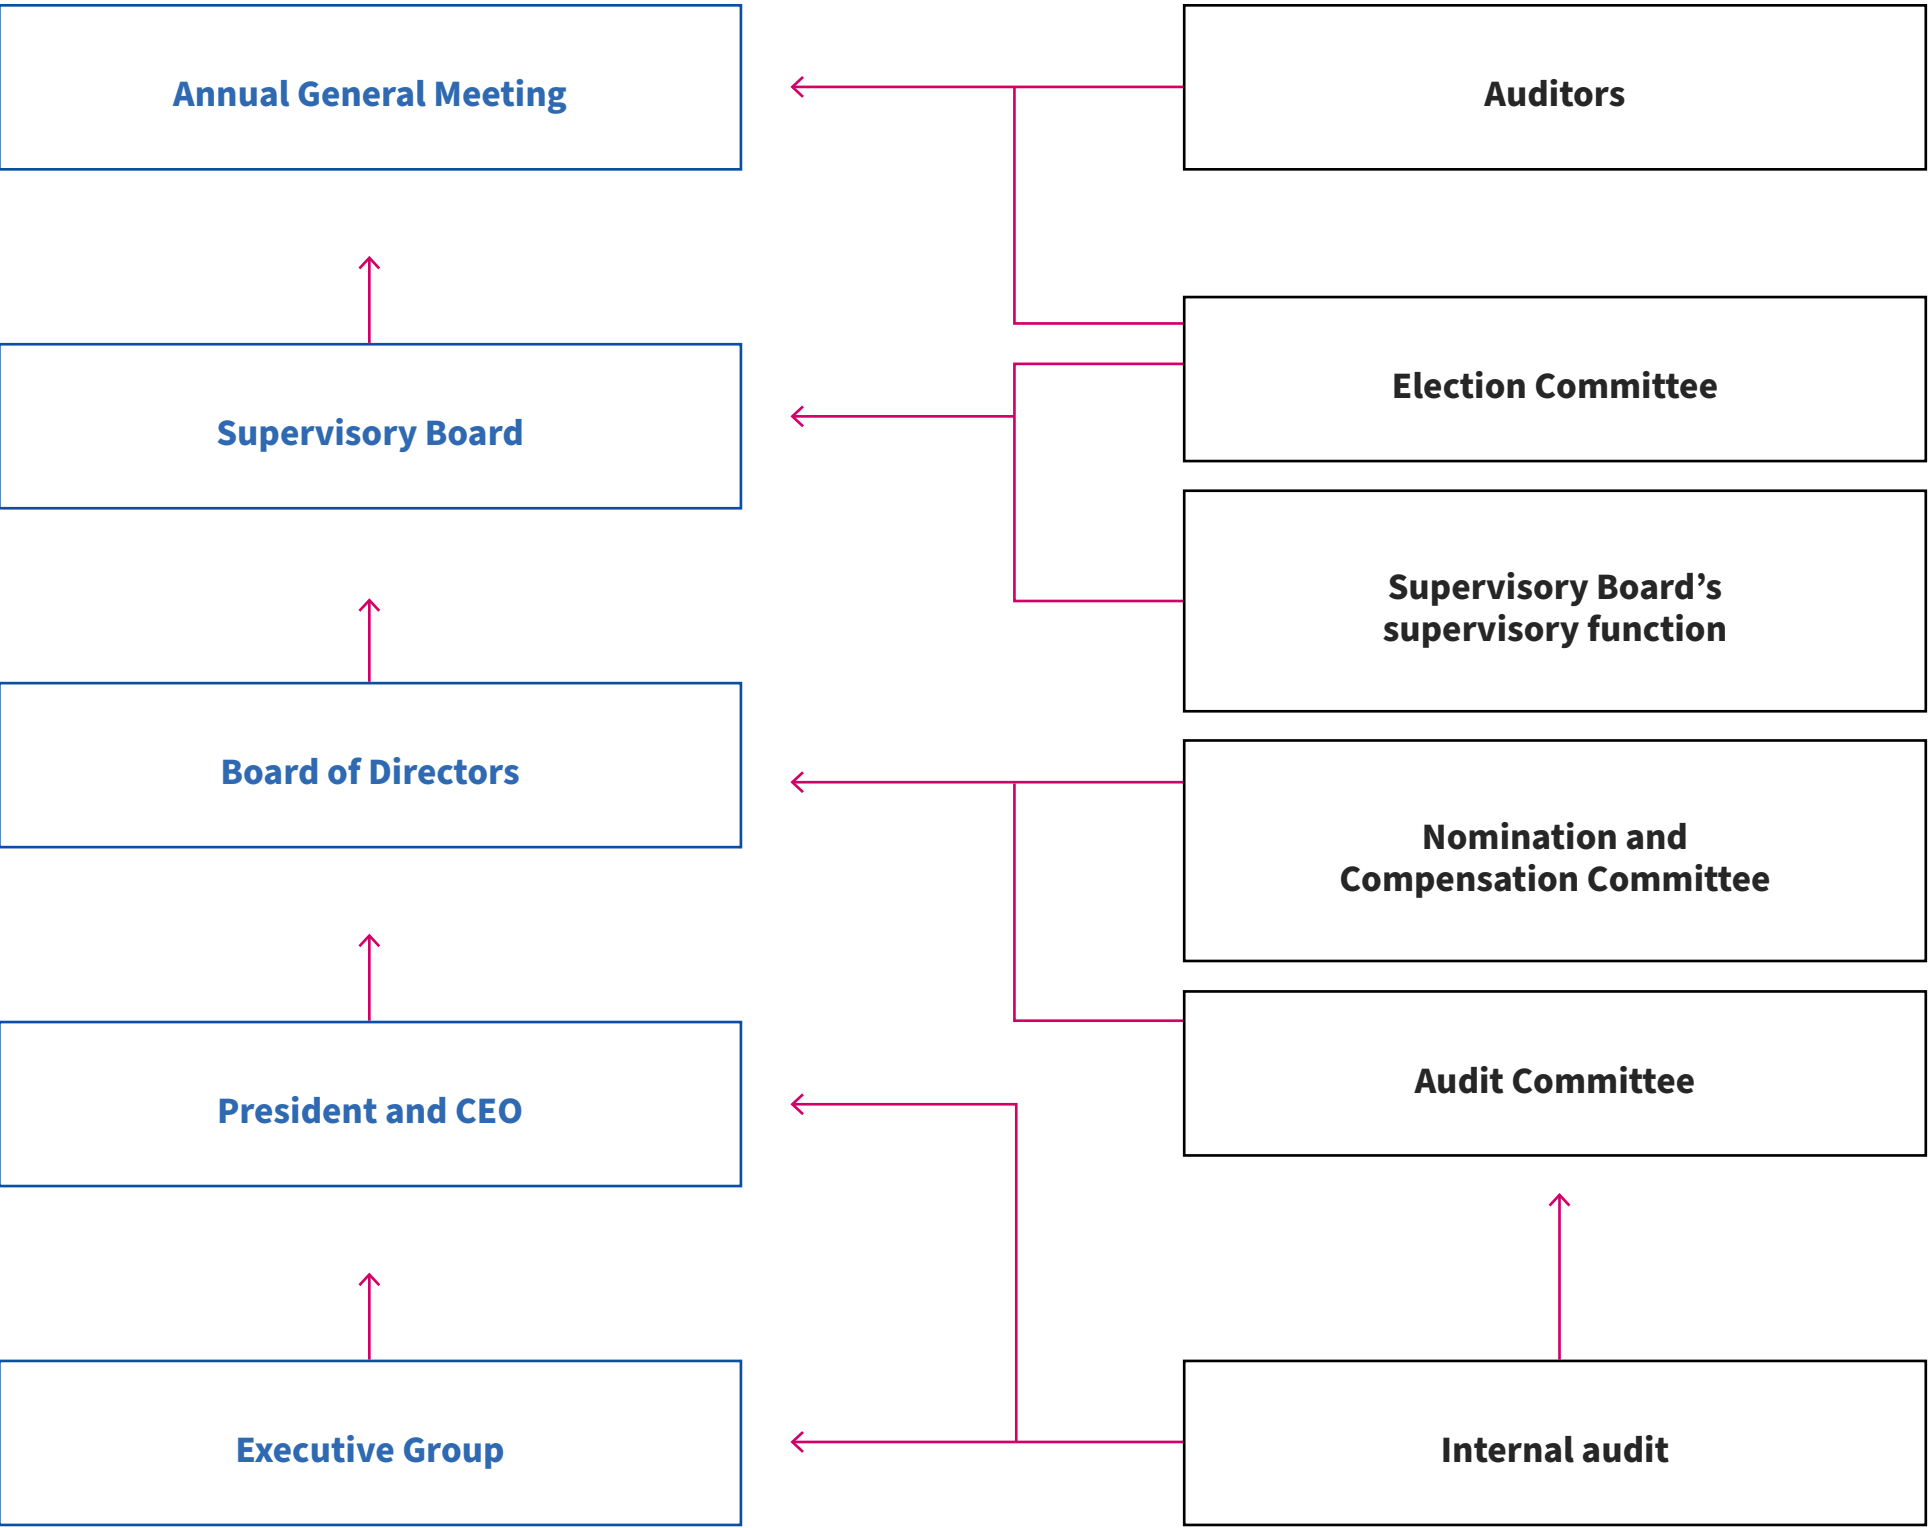 Annual General Meeting
Auditors
Election Committee
Supervisory Board
Supervisory Board’s
supervisory function
Board of Directors
Nomination and
Compensation Committee
Audit Committee
President and CEO
Executive Group
Internal audit